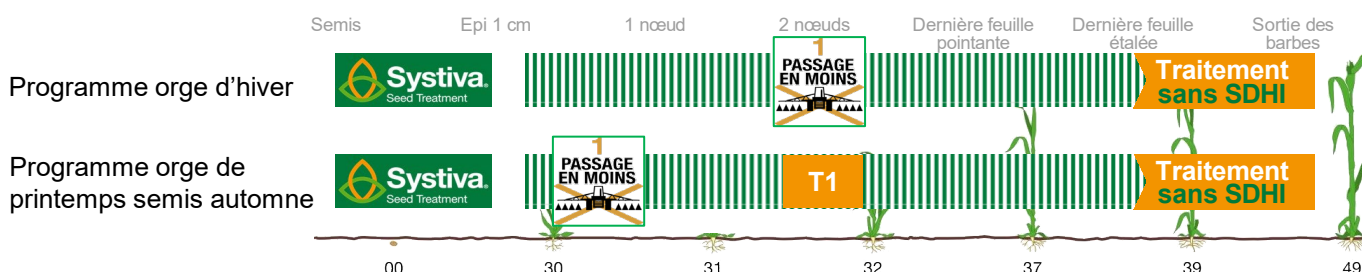 Semis
Epi 1 cm
1 nœud
2 nœuds
Dernière feuille
pointante
Dernière feuille
étalée
Sortie des
barbes
Programme orge d'hiver
Systiva®
Seed Treatment
1
PASSAGE
EN MOINS
Traitement
sans SDHI
Programme orge de
printemps semis automne
Systiva®
Seed Treatment
1
PASSAGE
EN MOINS
T1
Traitement
sans SDHI
00
30
31
32
37
39
49